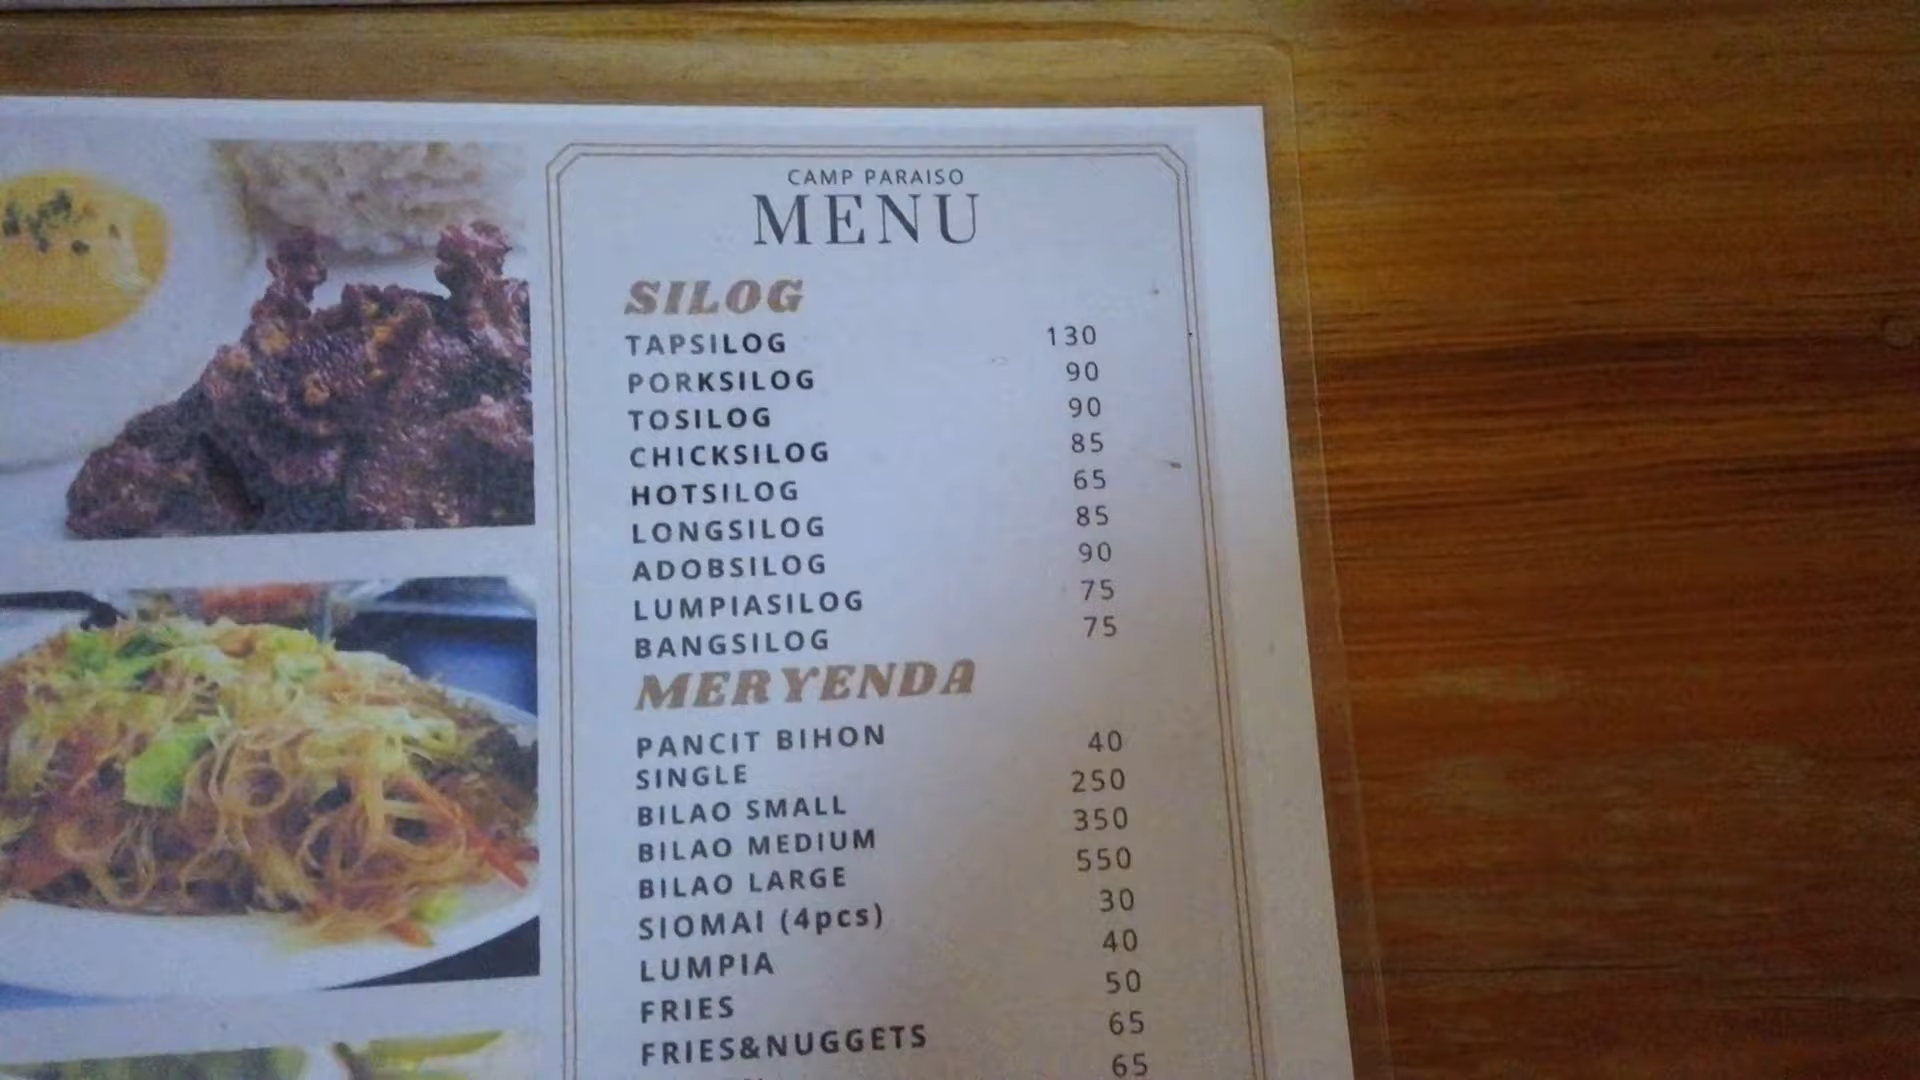 CAMP PARAISO
MENU
SILOG
TAPSILOG 130
PORKSILOG 90
TOSILOG 90
CHICKSILOG 85
HOTSILOG 65
LONGSILOG 85
ADOBSILOG 90
LUMPIASILOG 75
BANGSILOG 75
MERYENDA
PANCIT BIHON
SINGLE 40
BILAO SMALL 250
BILAO MEDIUM 350
BILAO LARGE 550
SIOMAI (4pcs) 30
LUMPIA 40
FRIES 50
FRIES&NUGGETS 65
65